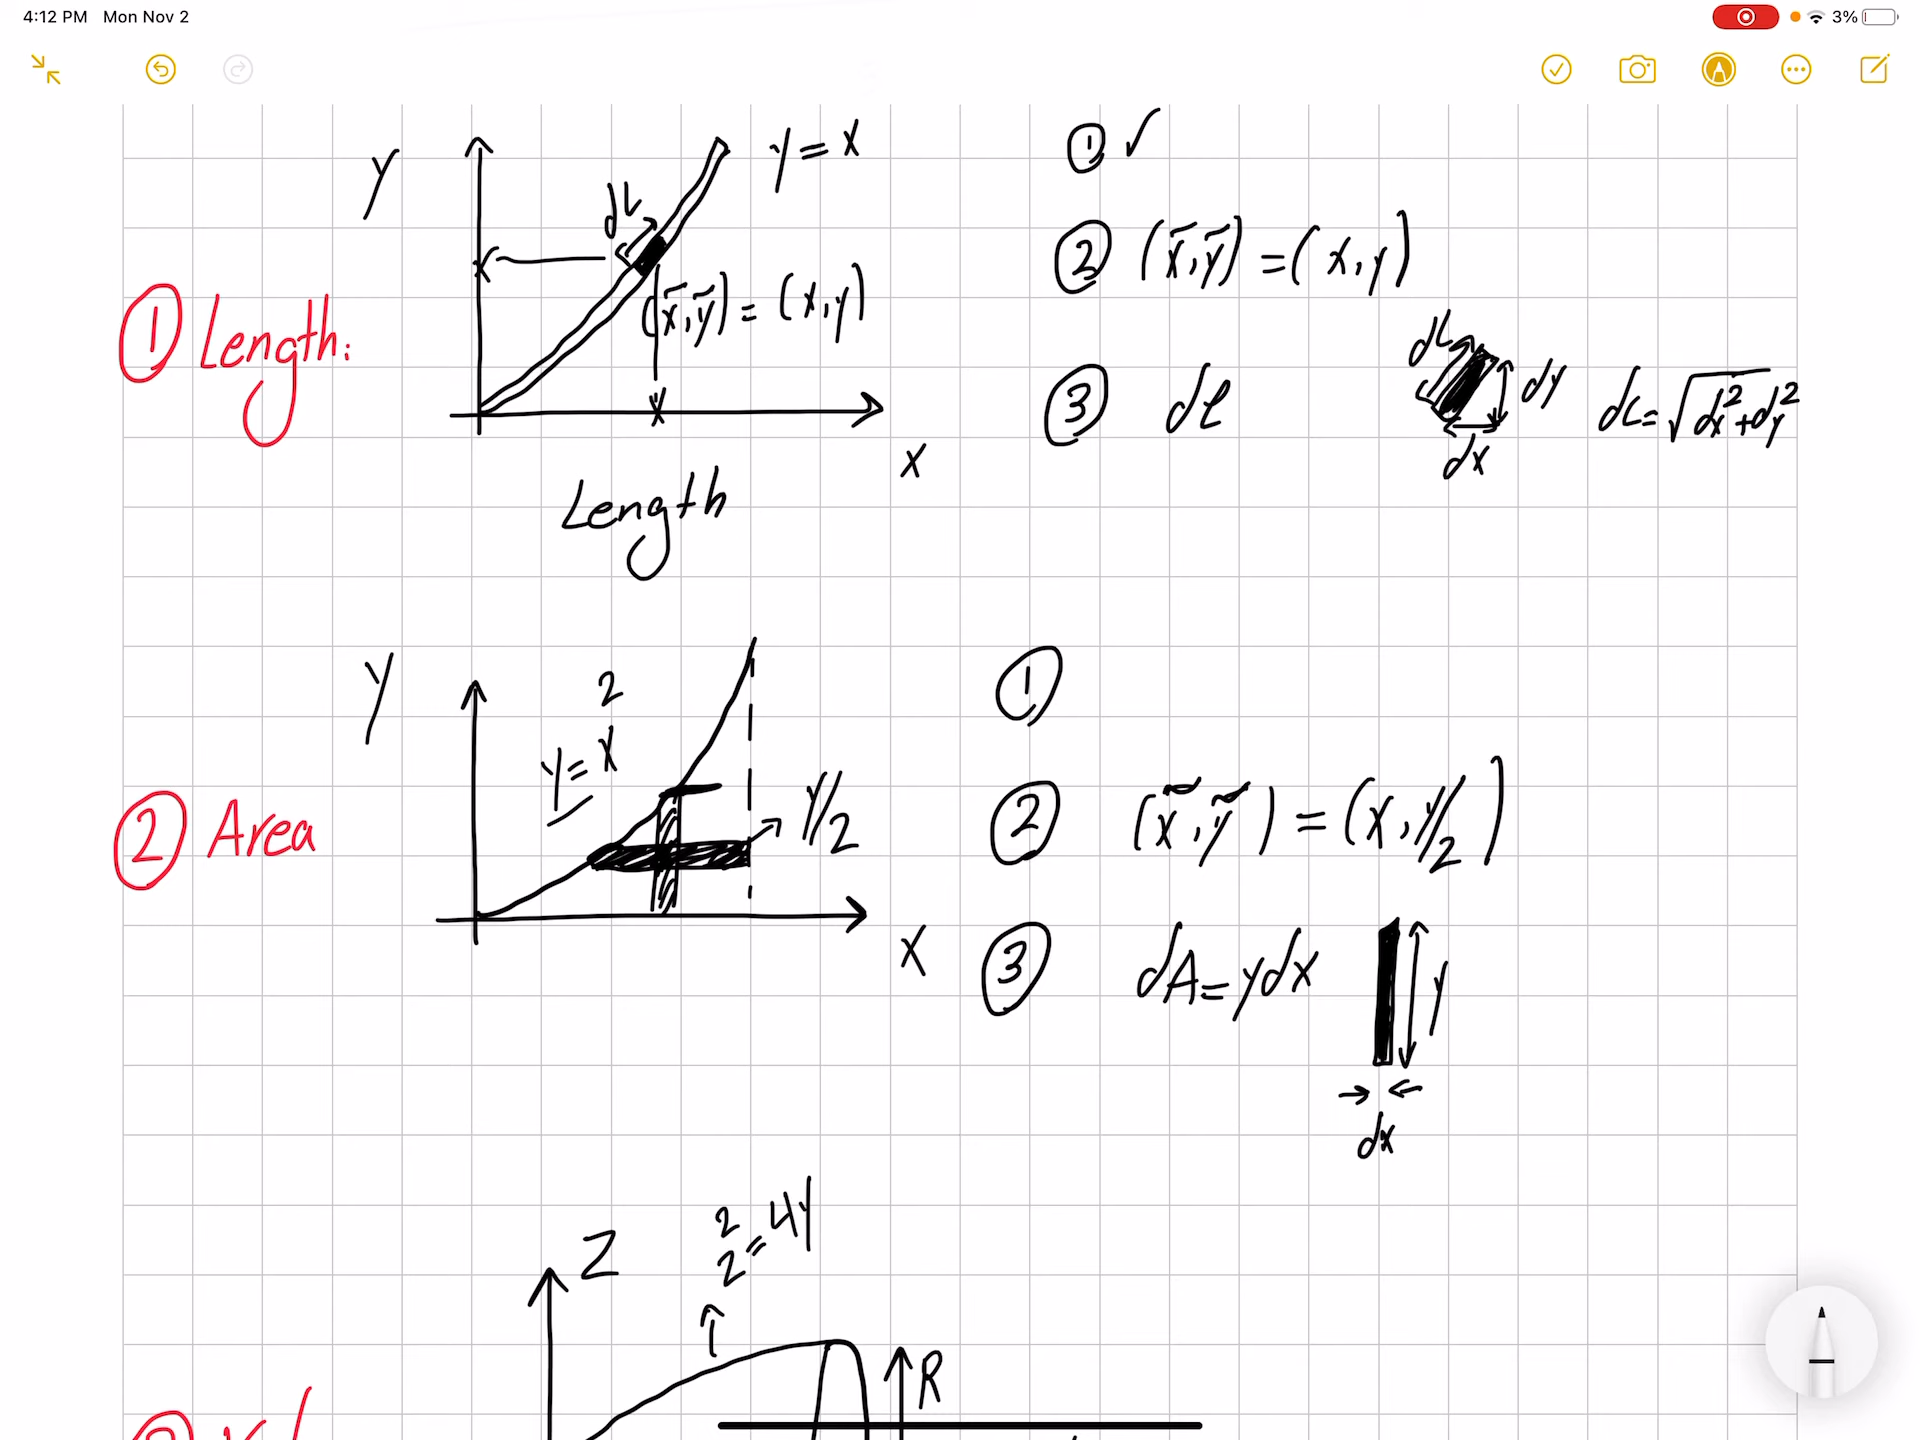 4:12 PM Mon Nov 2
3%
y
y = x
① ✓
dL
② (x̃,ỹ) = (x,y)
(x̃,ỹ) = (x,y)
① Length:
③ dL
dL
dy
dL = √dx²+dy²
dx
x
x
Length
y
y = x²
①
y/2
② (x̃,ỹ) = (x,y/2)
② Area
x
③ dA = ydx
y
dx
z
z² = 4y
R